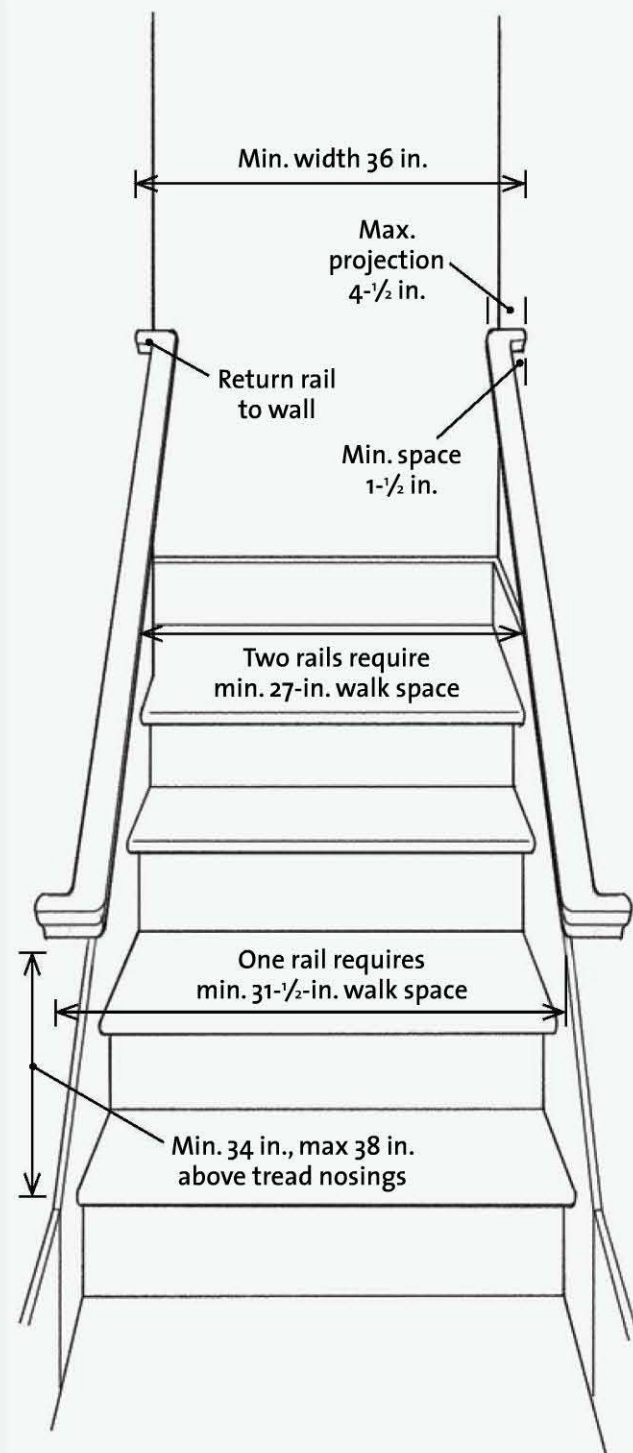 Min. width 36 in.
Max.
projection
4-½ in.
Return rail
to wall
Min. space
1-½ in.
Two rails require
min. 27-in. walk space
One rail requires
min. 31-½-in. walk space
Min. 34 in., max 38 in.
above tread nosings